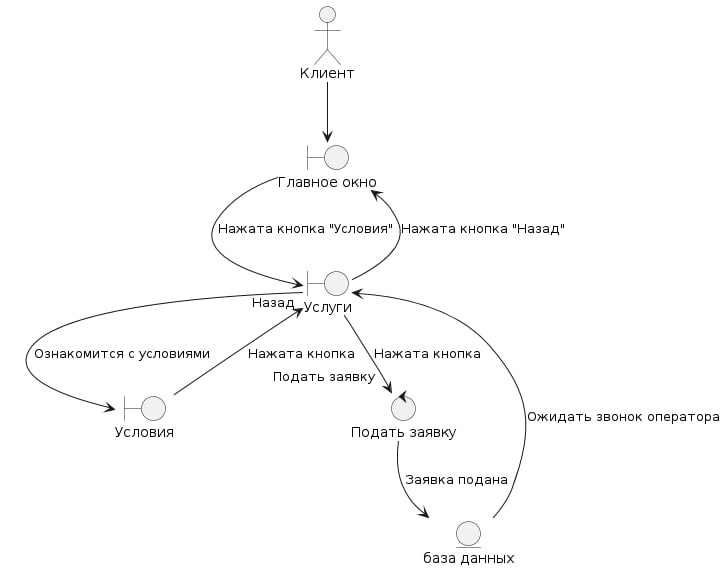 Клиент
Главное окно
Нажата кнопка "Условия"
Нажата кнопка "Назад"
Назад
Услуги
Ознакомится с условиями
Нажата кнопка
Нажата кнопка
Подать заявку
Условия
Подать заявку
Ожидать звонок оператора
Заявка подана
база данных